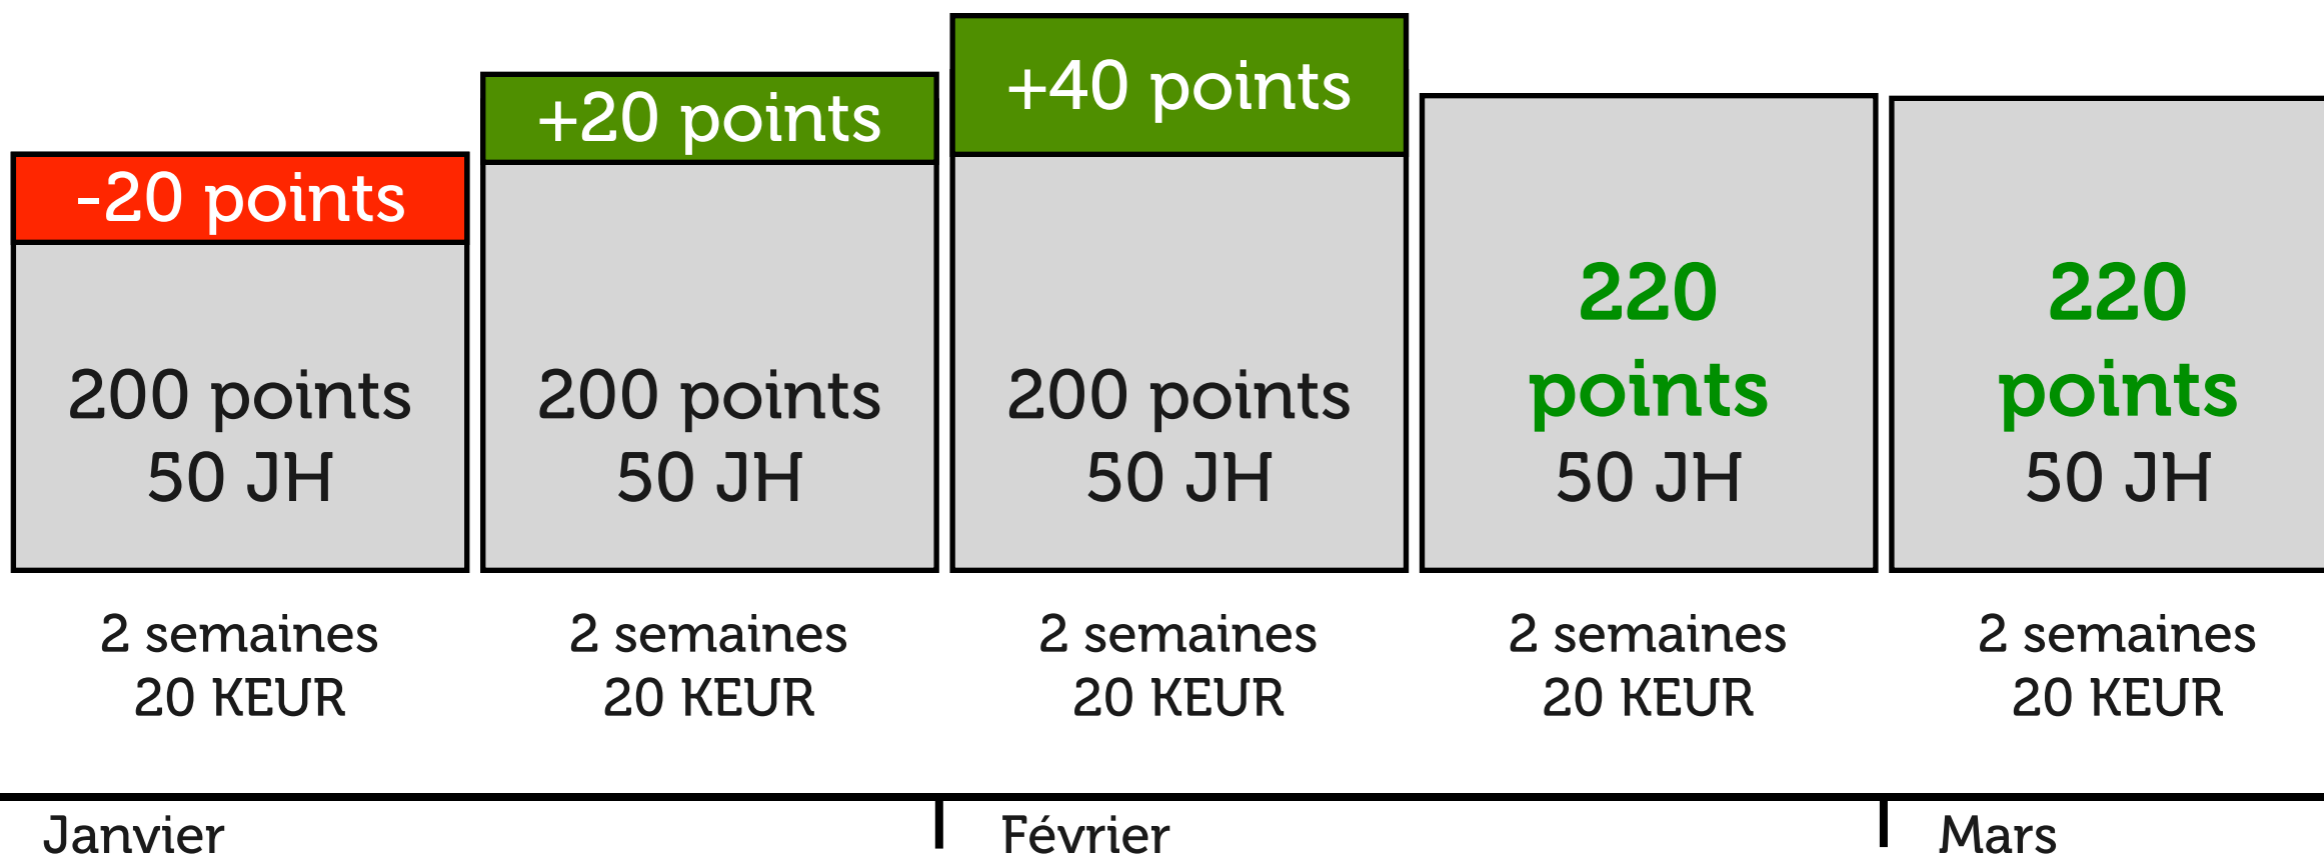 -20 points
200 points
50 JH
+20 points
200 points
50 JH
+40 points
200 points
50 JH
220
points
50 JH
220
points
50 JH
2 semaines
20 KEUR
2 semaines
20 KEUR
2 semaines
20 KEUR
2 semaines
20 KEUR
2 semaines
20 KEUR
Janvier
Février
Mars